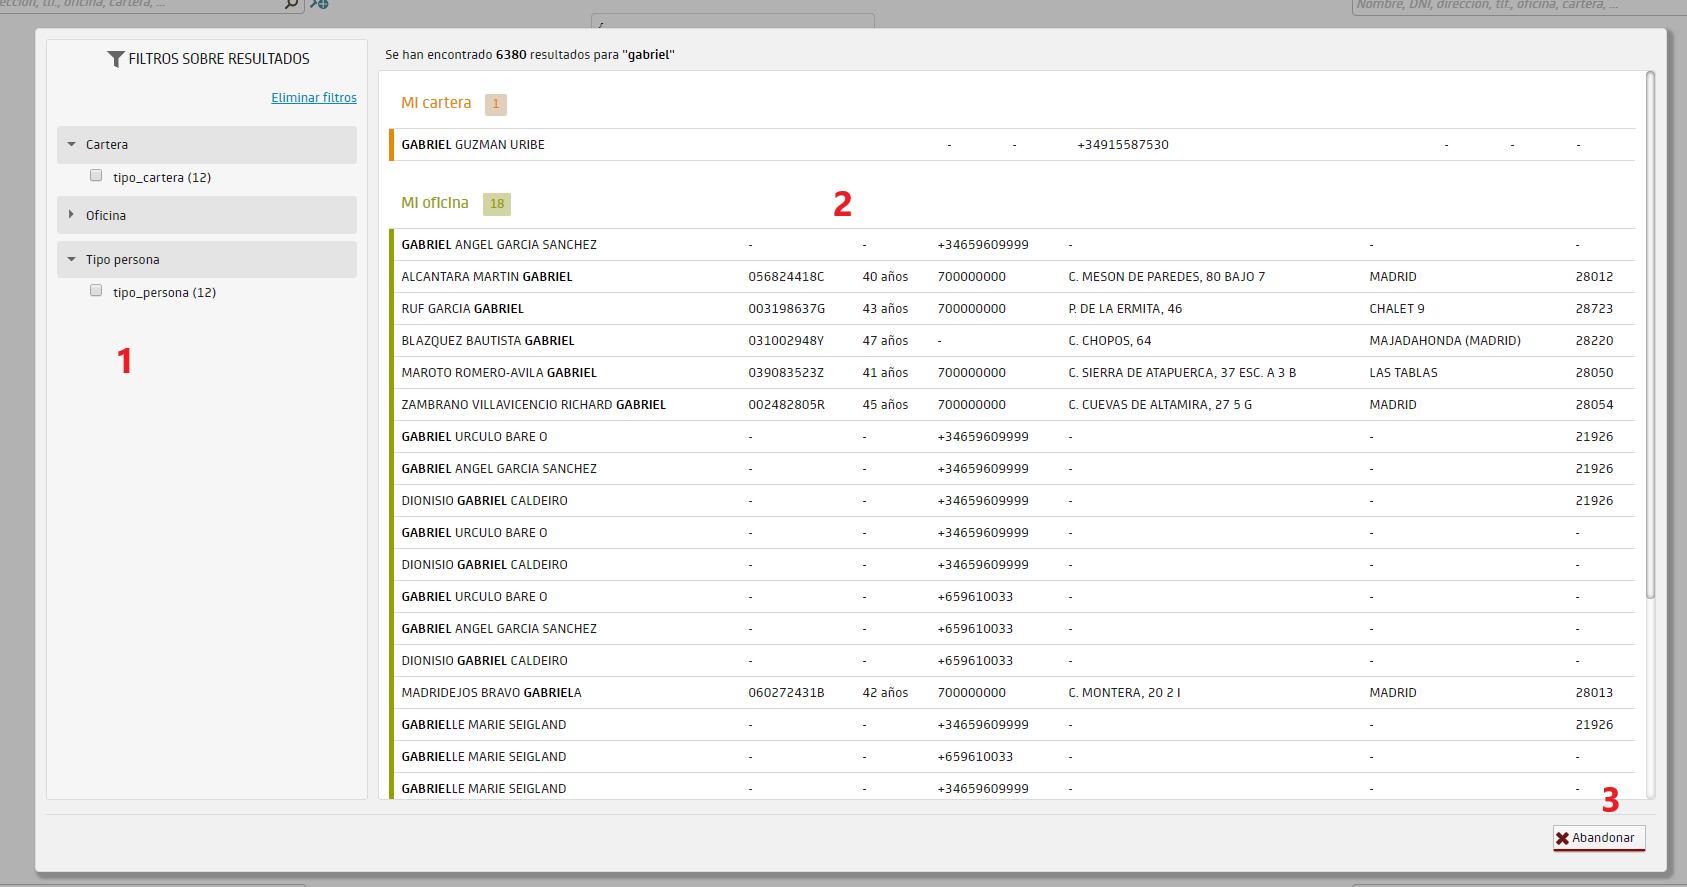 ección, tlf., oficina, cartera, ...
Nombre, DNI, dirección, tlf., oficina, cartera, ...
FILTROS SOBRE RESULTADOS
Eliminar filtros
Cartera
tipo_cartera (12)
Oficina
Tipo persona
tipo_persona (12)
1
Se han encontrado 6380 resultados para "gabriel"
Mi cartera 1
GABRIEL GUZMAN URIBE - - +34915587530 - - -
Mi oficina 18
2
GABRIEL ANGEL GARCIA SANCHEZ - - +34659609999 - - -
ALCANTARA MARTIN GABRIEL 056824418C 40 años 700000000 C. MESON DE PAREDES, 80 BAJO 7 MADRID 28012
RUF GARCIA GABRIEL 003198637G 43 años 700000000 P. DE LA ERMITA, 46 CHALET 9 28723
BLAZQUEZ BAUTISTA GABRIEL 031002948Y 47 años - C. CHOPOS, 64 MAJADAHONDA (MADRID) 28220
MAROTO ROMERO-AVILA GABRIEL 039083523Z 41 años 700000000 C. SIERRA DE ATAPUERCA, 37 ESC. A 3 B LAS TABLAS 28050
ZAMBRANO VILLAVICENCIO RICHARD GABRIEL 002482805R 45 años 700000000 C. CUEVAS DE ALTAMIRA, 27 5 G MADRID 28054
GABRIEL URCULO BARE O - - +34659609999 - - 21926
GABRIEL ANGEL GARCIA SANCHEZ - - +34659609999 - - 21926
DIONISIO GABRIEL CALDEIRO - - +34659609999 - - 21926
GABRIEL URCULO BARE O - - +34659609999 - - -
DIONISIO GABRIEL CALDEIRO - - +34659609999 - - -
GABRIEL URCULO BARE O - - +659610033 - - -
GABRIEL ANGEL GARCIA SANCHEZ - - +659610033 - - -
DIONISIO GABRIEL CALDEIRO - - +659610033 - - -
MADRIDEJOS BRAVO GABRIELA 060272431B 42 años 700000000 C. MONTERA, 20 2 I MADRID 28013
GABRIELLE MARIE SEIGLAND - - +34659609999 - - 21926
GABRIELLE MARIE SEIGLAND - - +659610033 - - -
GABRIELLE MARIE SEIGLAND - - +34659609999 - - -
3
Abandonar